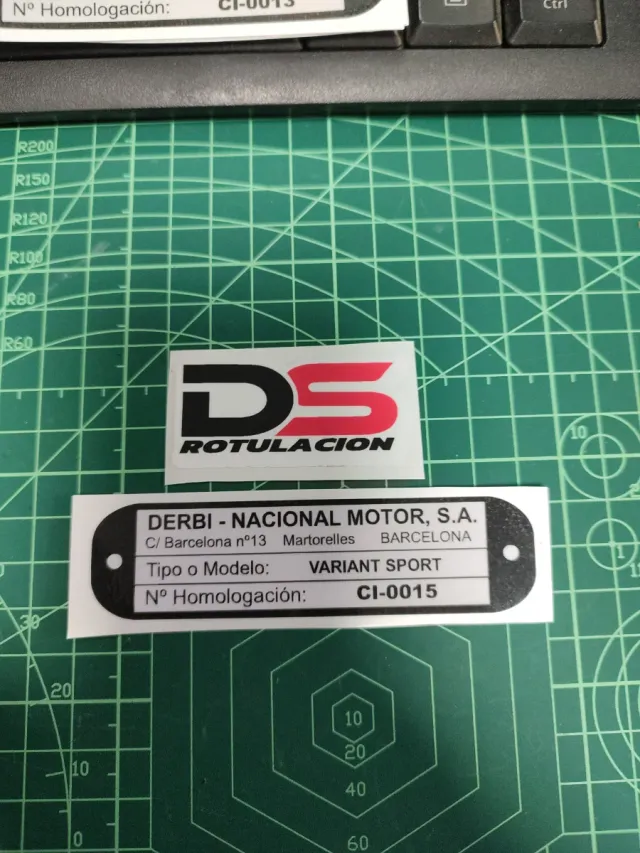 Nº Homologación: CI-0013
Ctrl
R200
R150
R120
R100
R80
R60
DS
ROTULACION
10
DERBI - NACIONAL MOTOR, S.A.
C/ Barcelona nº13 Martorelles BARCELONA
Tipo o Modelo: VARIANT SPORT
Nº Homologación: CI-0015
30
20
10
0
10
20
40
60